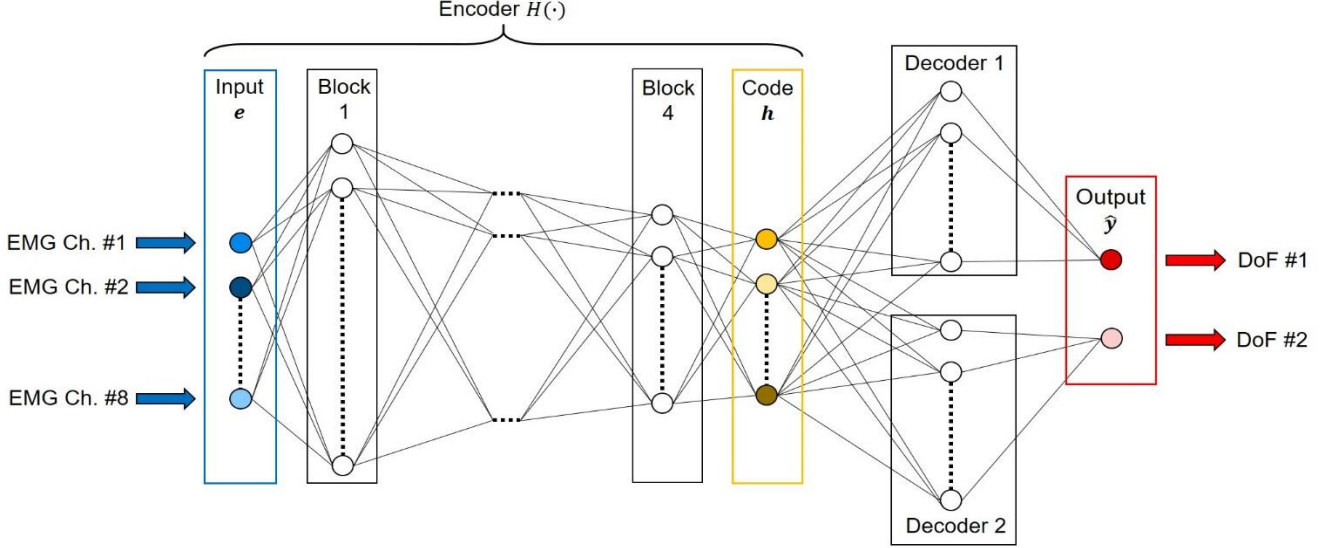 Encoder H(·)
Input
e
Block
1
Block
4
Code
h
Decoder 1
Output
ŷ
EMG Ch. #1
EMG Ch. #2
EMG Ch. #8
DoF #1
DoF #2
Decoder 2